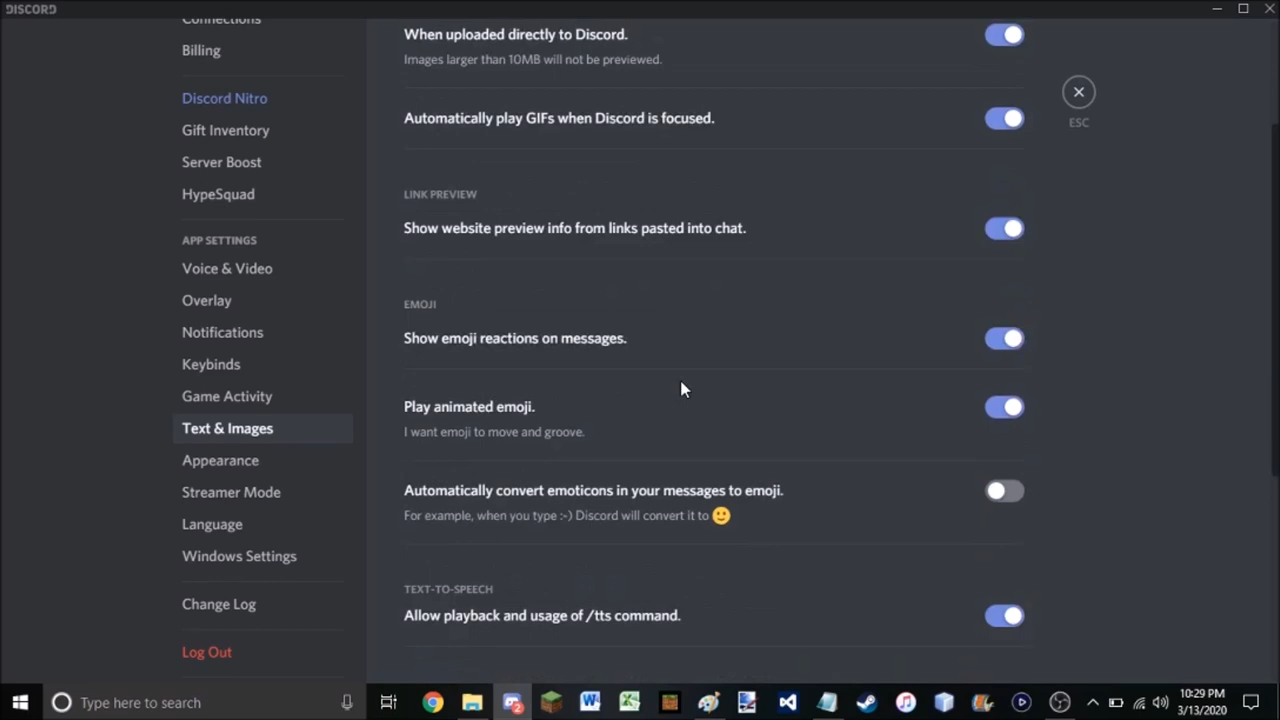 DISCORD
Connections
Billing
Discord Nitro
Gift Inventory
Server Boost
HypeSquad
APP SETTINGS
Voice & Video
Overlay
Notifications
Keybinds
Game Activity
Text & Images
Appearance
Streamer Mode
Language
Windows Settings
Change Log
Log Out
When uploaded directly to Discord.
Images larger than 10MB will not be previewed.
Automatically play GIFs when Discord is focused.
LINK PREVIEW
Show website preview info from links pasted into chat.
EMOJI
Show emoji reactions on messages.
Play animated emoji.
I want emoji to move and groove.
Automatically convert emoticons in your messages to emoji.
For example, when you type :-) Discord will convert it to 🙂
TEXT-TO-SPEECH
Allow playback and usage of /tts command.
ESC
Type here to search
2
10:29 PM
3/13/2020